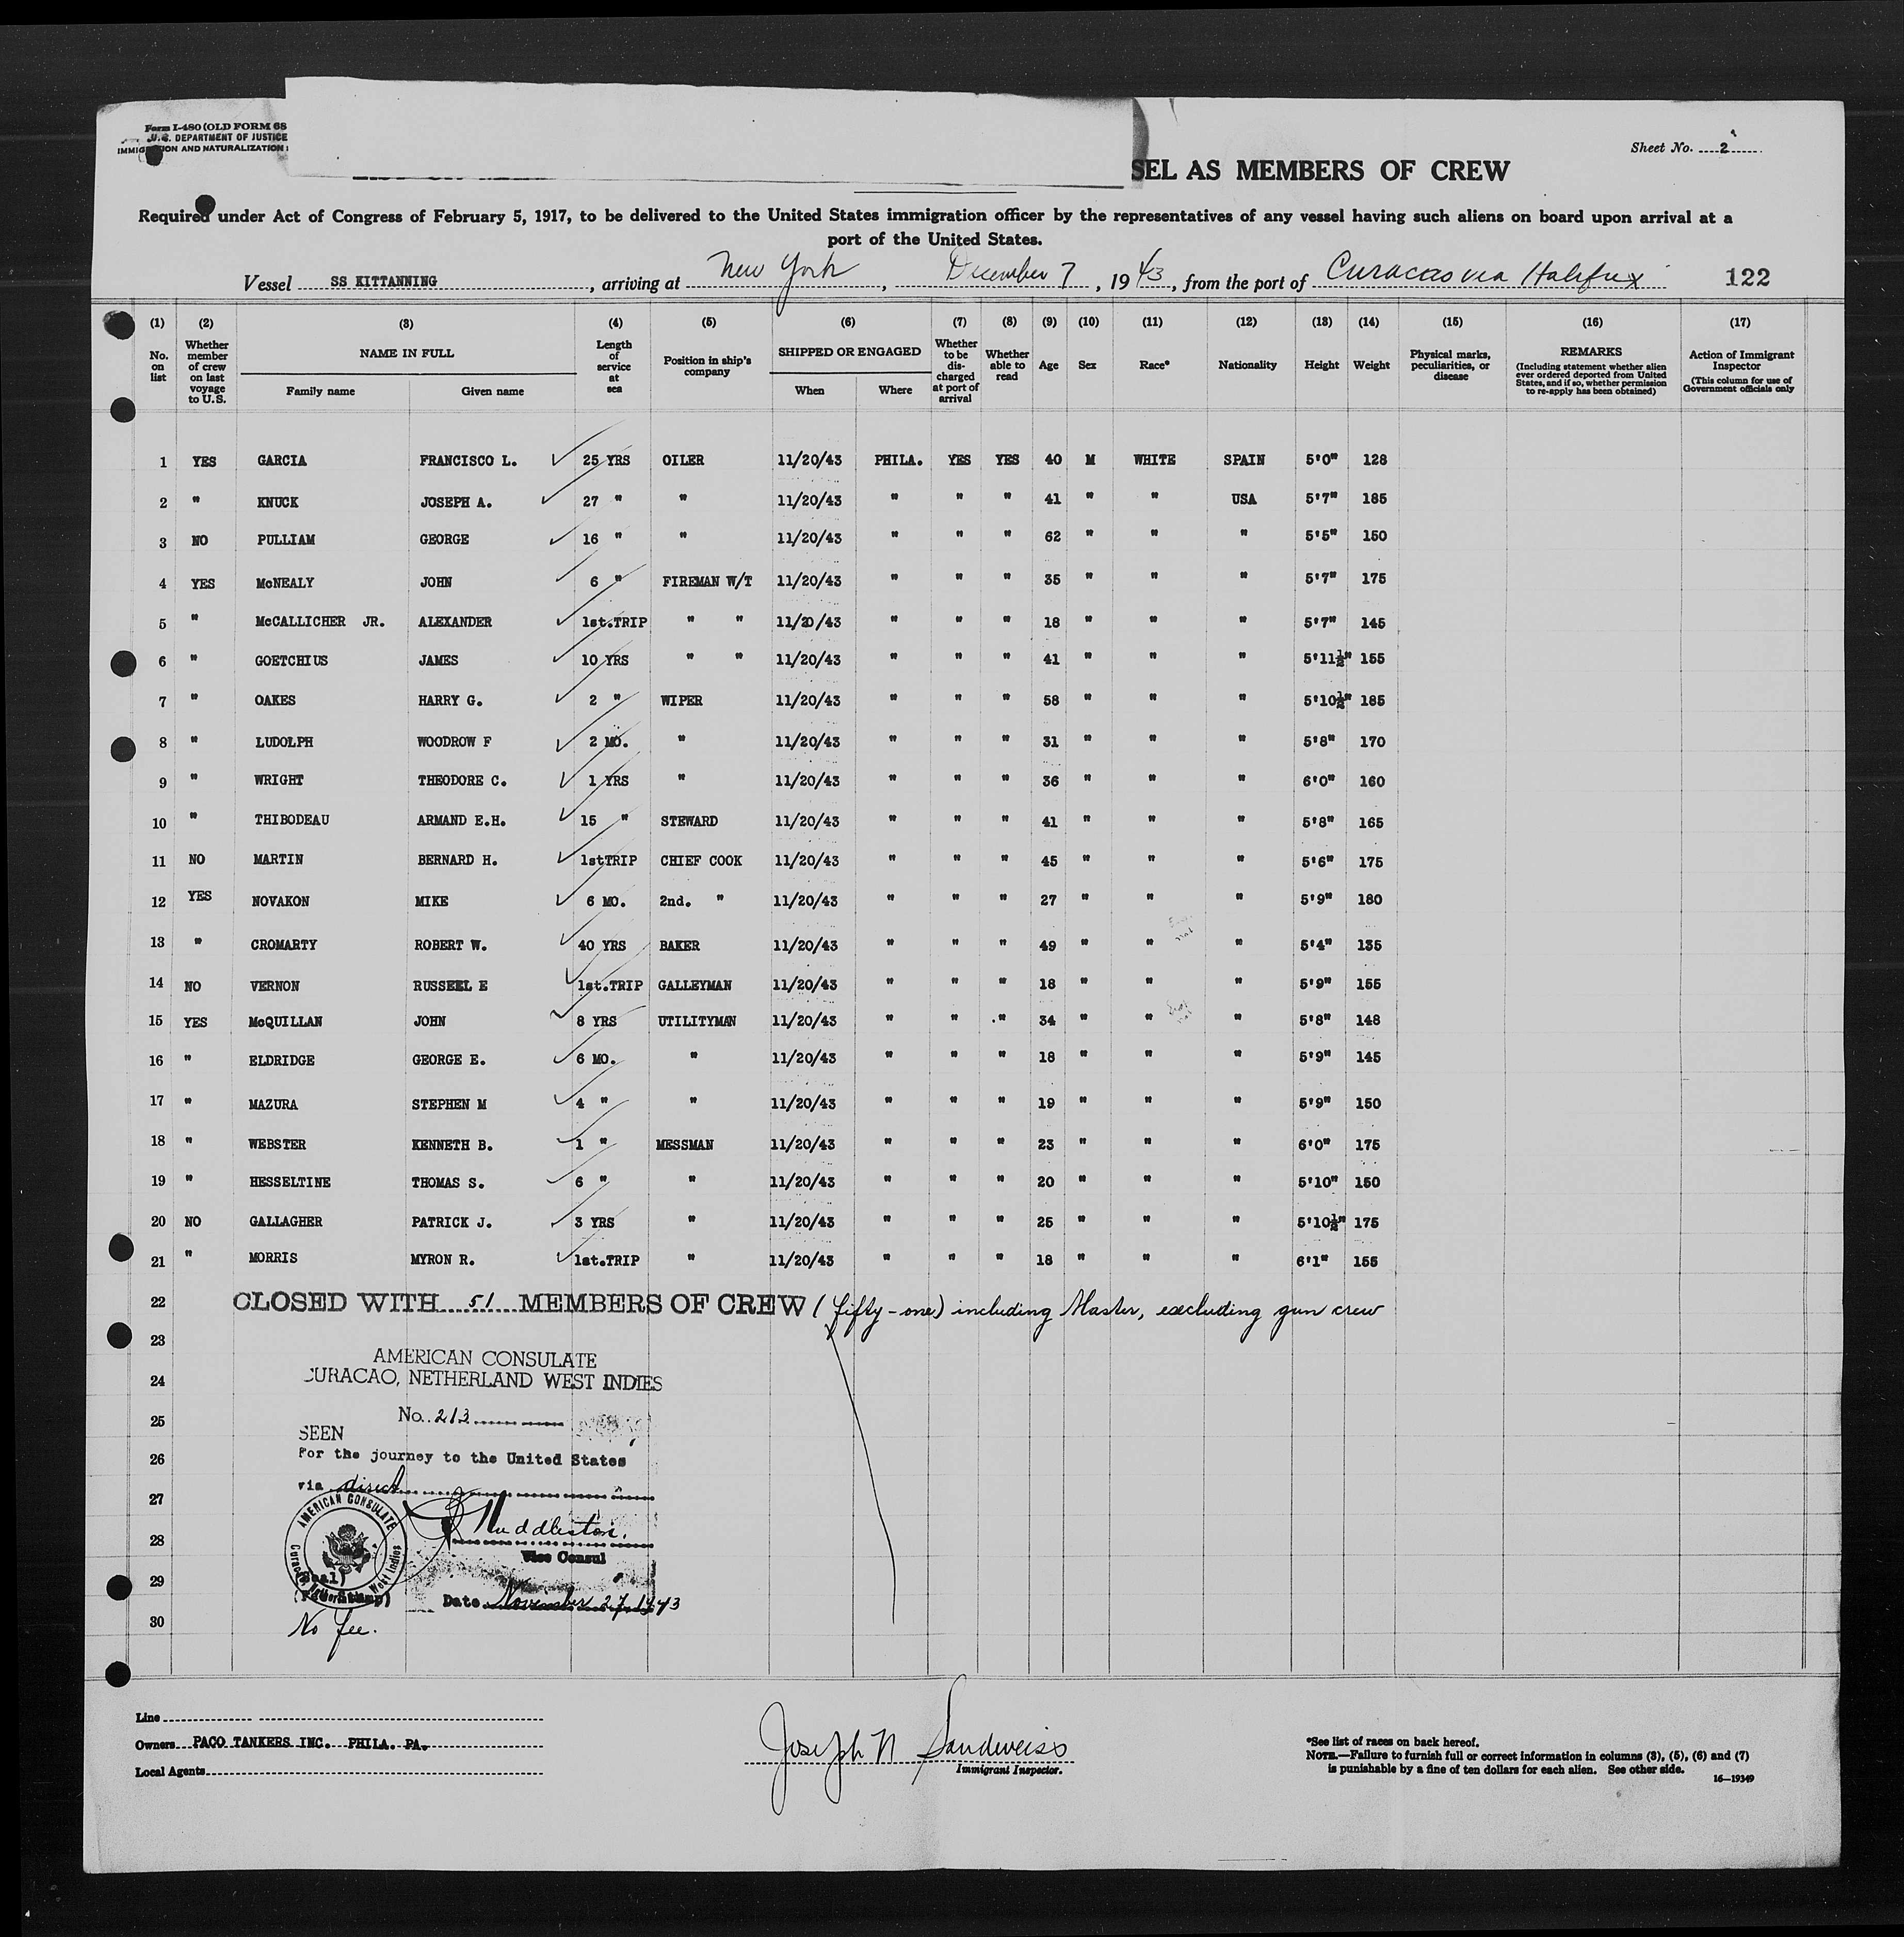 Form I-480 (OLD FORM 68
U.S. DEPARTMENT OF JUSTICE
IMMIGRATION AND NATURALIZATION
Sheet No. 2
SEL AS MEMBERS OF CREW
Required under Act of Congress of February 5, 1917, to be delivered to the United States immigration officer by the representatives of any vessel having such aliens on board upon arrival at a
port of the United States.
Vessel SS KITTANNING, arriving at New York, December 7, 1943, from the port of Curacao via Halifax 122
(1) (2) (3) (4) (5) (6) (7) (8) (9) (10) (11) (12) (13) (14) (15) (16) (17)
No. on list
Whether member of crew on last voyage to U.S.
NAME IN FULL
Family name Given name
Length of service at sea
Position in ship's company
SHIPPED OR ENGAGED
When Where
Whether to be discharged at port of arrival
Whether able to read
Age
Sex
Race*
Nationality
Height
Weight
Physical marks, peculiarities, or disease
REMARKS
(Including statement whether alien ever ordered deported from United States, and if so, whether permission to re-apply has been obtained)
Action of Immigrant Inspector
(This column for use of Government officials only
1 YES GARCIA FRANCISCO L. 25 YRS OILER 11/20/43 PHILA. YES YES 40 M WHITE SPAIN 5'0" 128
2 " KNUCK JOSEPH A. 27 " " 11/20/43 " " " 41 " " USA 5'7" 185
3 NO PULLIAM GEORGE 16 " " 11/20/43 " " " 62 " " " 5'5" 150
4 YES McNEALY JOHN 6 " FIREMAN W/T 11/20/43 " " " 35 " " " 5'7" 175
5 " McCALLICHER JR. ALEXANDER 1st.TRIP " " 11/20/43 " " " 18 " " " 5'7" 145
6 " GOETCHIUS JAMES 10 YRS " " 11/20/43 " " " 41 " " " 5'11½" 155
7 " OAKES HARRY G. 2 " WIPER 11/20/43 " " " 58 " " " 5'10½" 185
8 " LUDOLPH WOODROW F 2 MO. " 11/20/43 " " " 31 " " " 5'8" 170
9 " WRIGHT THEODORE C. 1 YRS " 11/20/43 " " " 36 " " " 6'0" 160
10 " THIBODEAU ARMAND E.H. 15 " STEWARD 11/20/43 " " " 41 " " " 5'8" 165
11 NO MARTIN BERNARD H. 1stTRIP CHIEF COOK 11/20/43 " " " 45 " " " 5'6" 175
12 YES NOVAKON MIKE 6 MO. 2nd. " 11/20/43 " " " 27 " " " 5'9" 180
13 " CROMARTY ROBERT W. 40 YRS BAKER 11/20/43 " " " 49 " " " 5'4" 135
14 NO VERNON RUSSEEL E 1st.TRIP GALLEYMAN 11/20/43 " " " 18 " " " 5'9" 155
15 YES McQUILLAN JOHN 8 YRS UTILITYMAN 11/20/43 " " " 34 " " " 5'8" 148
16 " ELDRIDGE GEORGE E. 6 MO. " 11/20/43 " " " 18 " " " 5'9" 145
17 " MAZURA STEPHEN M 4 " " 11/20/43 " " " 19 " " " 5'9" 150
18 " WEBSTER KENNETH B. 1 " MESSMAN 11/20/43 " " " 23 " " " 6'0" 175
19 " HESSELTINE THOMAS S. 6 " " 11/20/43 " " " 20 " " " 5'10" 150
20 NO GALLAGHER PATRICK J. 3 YRS " 11/20/43 " " " 25 " " " 5'10½" 175
21 " MORRIS MYRON R. 1st.TRIP " 11/20/43 " " " 18 " " " 6'1" 155
22 CLOSED WITH 51 MEMBERS OF CREW (fifty-one) including Master, excluding gun crew
23
AMERICAN CONSULATE
24 CURACAO, NETHERLAND WEST INDIES
25 No. 213
SEEN
26 For the journey to the United States
27 via direct
AMERICAN CONSULATE
28 Huddleston.
Vice Consul
29
Date November 27, 1943
30 No fee.
Line
Owners PACO TANKERS INC. PHILA. PA.
Local Agents
Joseph N Sandweiss
Immigrant Inspector.
*See list of races on back hereof.
NOTE.—Failure to furnish full or correct information in columns (3), (5), (6) and (7)
is punishable by a fine of ten dollars for each alien. See other side.
16—19349